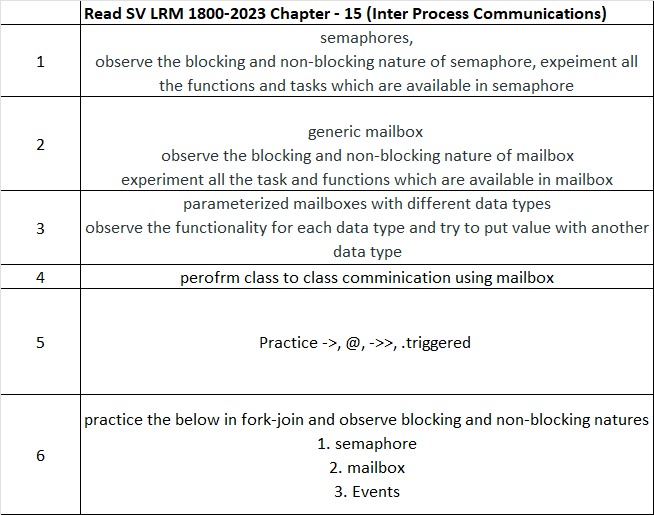 Read SV LRM 1800-2023 Chapter - 15 (Inter Process Communications)
1
semaphores,
observe the blocking and non-blocking nature of semaphore, expeiment all
the functions and tasks which are available in semaphore
2
generic mailbox
observe the blocking and non-blocking nature of mailbox
experiment all the task and functions which are available in mailbox
3
parameterized mailboxes with different data types
observe the functionality for each data type and try to put value with another
data type
4
perofrm class to class comminication using mailbox
5
Practice ->, @, ->>, .triggered
6
practice the below in fork-join and observe blocking and non-blocking natures
1. semaphore
2. mailbox
3. Events